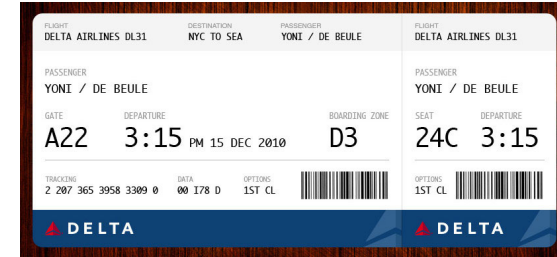 FLIGHT DESTINATION PASSENGER
DELTA AIRLINES DL31 NYC TO SEA YONI / DE BEULE
PASSENGER
YONI / DE BEULE
GATE DEPARTURE BOARDING ZONE
A22 3:15 PM 15 DEC 2010 D3
TRACKING DATA OPTIONS
2 207 365 3958 3309 0 00 I78 D 1ST CL
DELTA
FLIGHT
DELTA AIRLINES DL31
PASSENGER
YONI / DE BEULE
SEAT DEPARTURE
24C 3:15
OPTIONS
1ST CL
DELTA